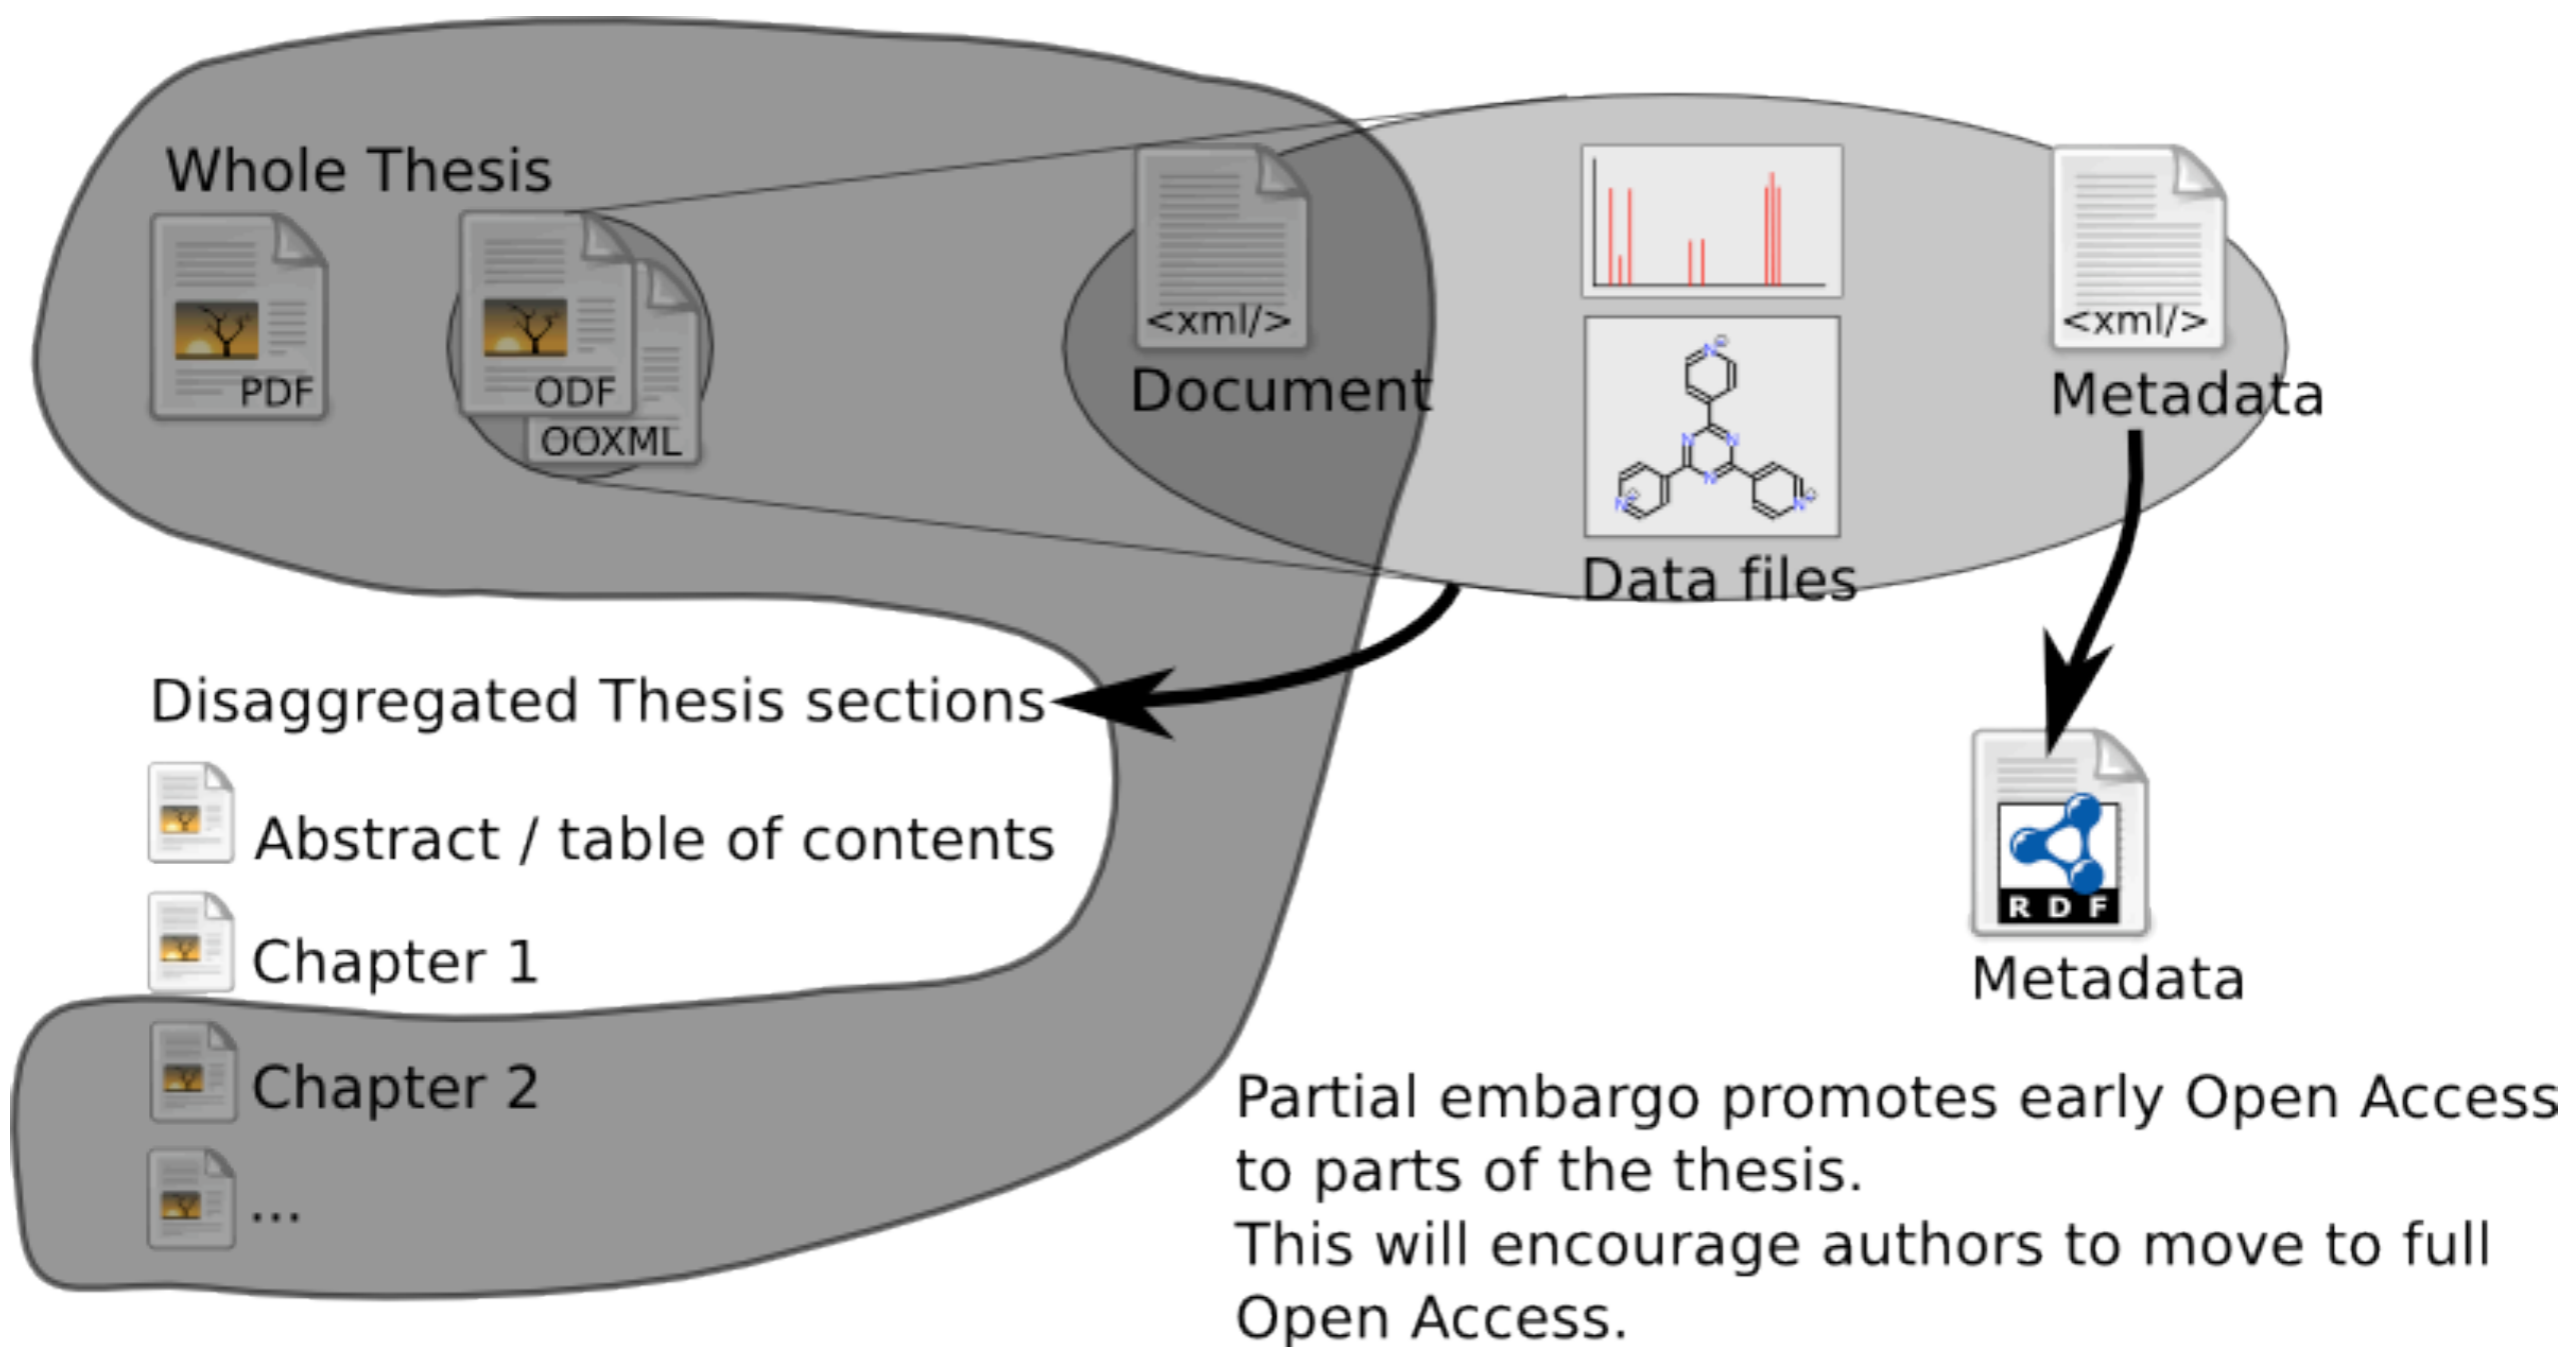 Whole Thesis
PDF
ODF
OOXML
<xml/>
Document
Data files
<xml/>
Metadata
Disaggregated Thesis sections
Abstract / table of contents
Chapter 1
Chapter 2
...
R D F
Metadata
Partial embargo promotes early Open Access
to parts of the thesis.
This will encourage authors to move to full
Open Access.